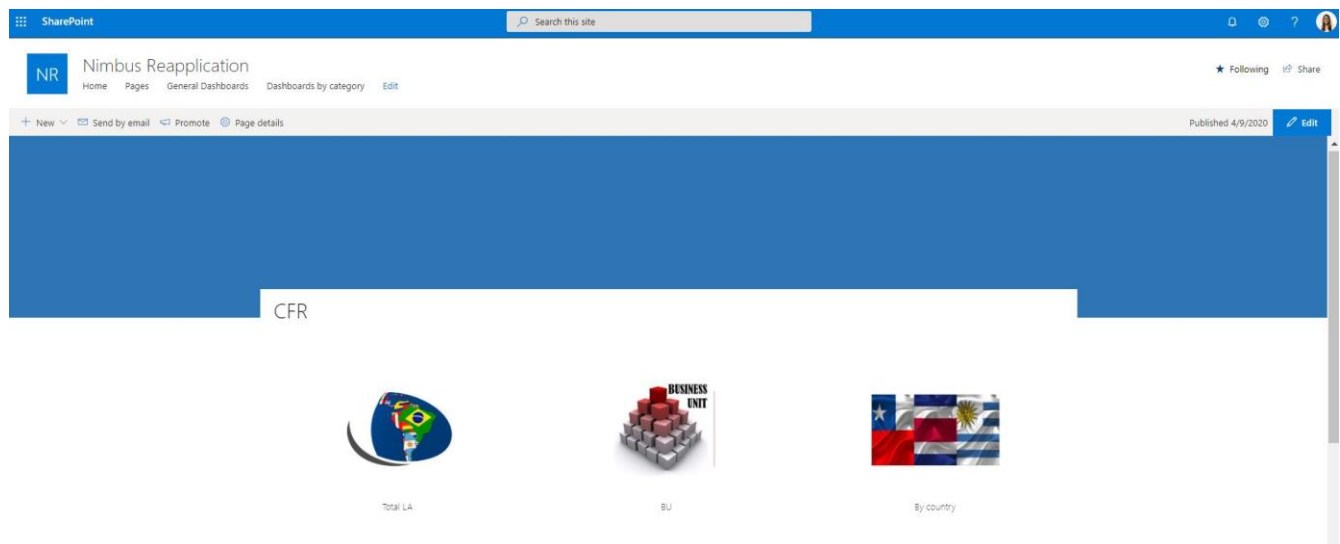 SharePoint
Search this site
?
NR
Nimbus Reapplication
Following
Share
Home Pages General Dashboards Dashboards by category Edit
+ New Send by email Promote Page details
Published 4/9/2020
Edit
CFR
BUSINESS
UNIT
Total LA
BU
By country